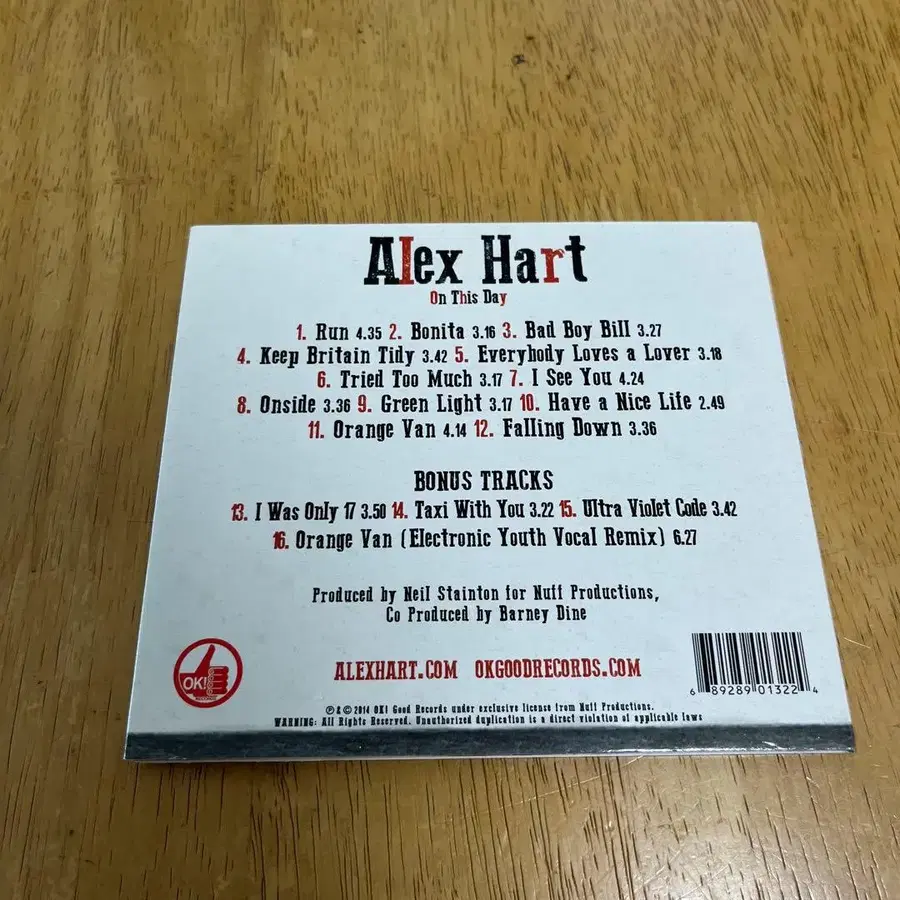 Alex Hart
On This Day
1. Run 4.35 2. Bonita 3.16 3. Bad Boy Bill 3.27
4. Keep Britain Tidy 3.42 5. Everybody Loves a Lover 3.18
6. Tried Too Much 3.17 7. I See You 4.24
8. Onside 3.36 9. Green Light 3.17 10. Have a Nice Life 2.49
11. Orange Van 4.14 12. Falling Down 3.36
BONUS TRACKS
13. I Was Only 17 3.50 14. Taxi With You 3.22 15. Ultra Violet Code 3.42
16. Orange Van (Electronic Youth Vocal Remix) 6.27
Produced by Neil Stainton for Nuff Productions,
Co Produced by Barney Dine
OK!
ALEXHART.COM OKGOODRECORDS.COM
6 89289 01322 4
℗ & © 2014 OK! Good Records under exclusive license from Nuff Productions.
WARNING: All Rights Reserved. Unauthorized duplication is a direct violation of applicable laws